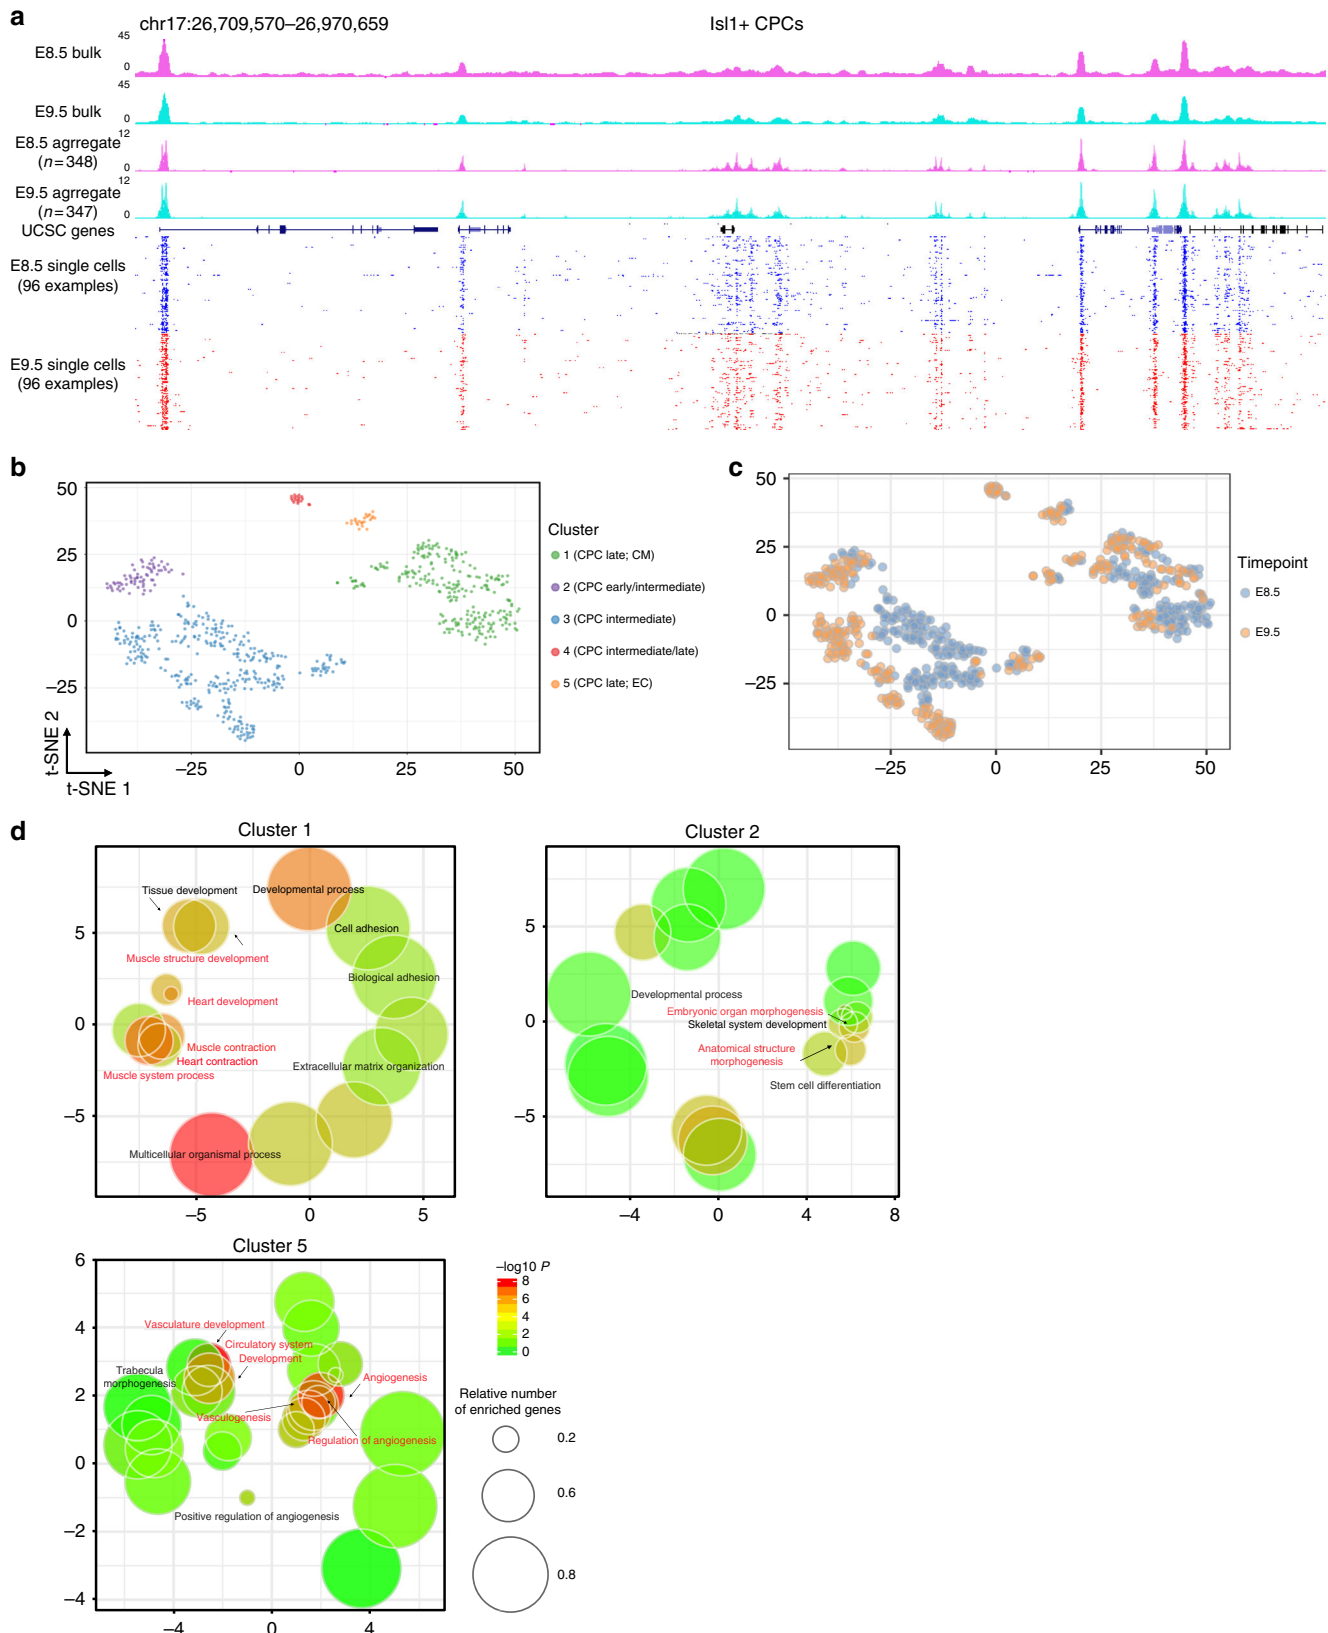 a
chr17:26,709,570–26,970,659
Isl1+ CPCs
E8.5 bulk
45
0
E9.5 bulk
45
0
E8.5 agrregate
(n = 348)
12
0
E9.5 agrregate
(n = 347)
12
0
UCSC genes
E8.5 single cells
(96 examples)
E9.5 single cells
(96 examples)
b
50
25
0
−25
−25
0
25
50
t-SNE 2
t-SNE 1
Cluster
1 (CPC late; CM)
2 (CPC early/intermediate)
3 (CPC intermediate)
4 (CPC intermediate/late)
5 (CPC late; EC)
c
50
25
0
−25
−25
0
25
50
Timepoint
E8.5
E9.5
d
Cluster 1
5
0
−5
−5
0
5
Tissue development
Developmental process
Cell adhesion
Muscle structure development
Biological adhesion
Heart development
Muscle contraction
Heart contraction
Extracellular matrix organization
Muscle system process
Multicellular organismal process
Cluster 2
5
0
−5
−4
0
4
8
Developmental process
Embryonic organ morphogenesis
Skeletal system development
Anatomical structure
morphogenesis
Stem cell differentiation
Cluster 5
6
4
2
0
−2
−4
−4
0
4
Vasculature development
Circulatory system
Development
Trabecula
morphogenesis
Angiogenesis
Vasculogenesis
Regulation of angiogenesis
Positive regulation of angiogenesis
−log10 P
8
6
4
2
0
Relative number
of enriched genes
0.2
0.6
0.8